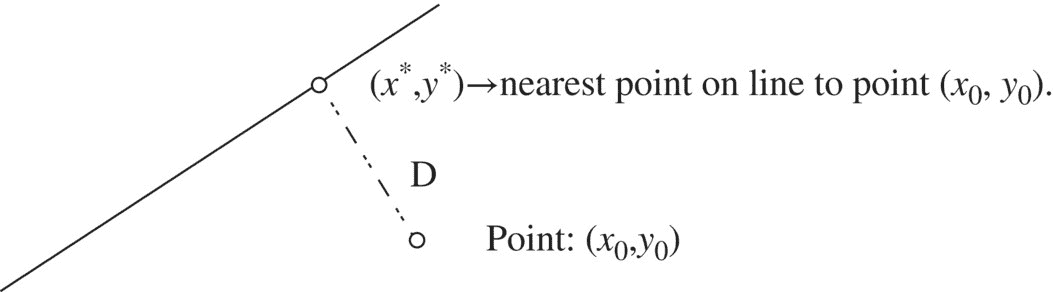 (x*,y*)→nearest point on line to point (x₀, y₀).
D
Point: (x₀,y₀)